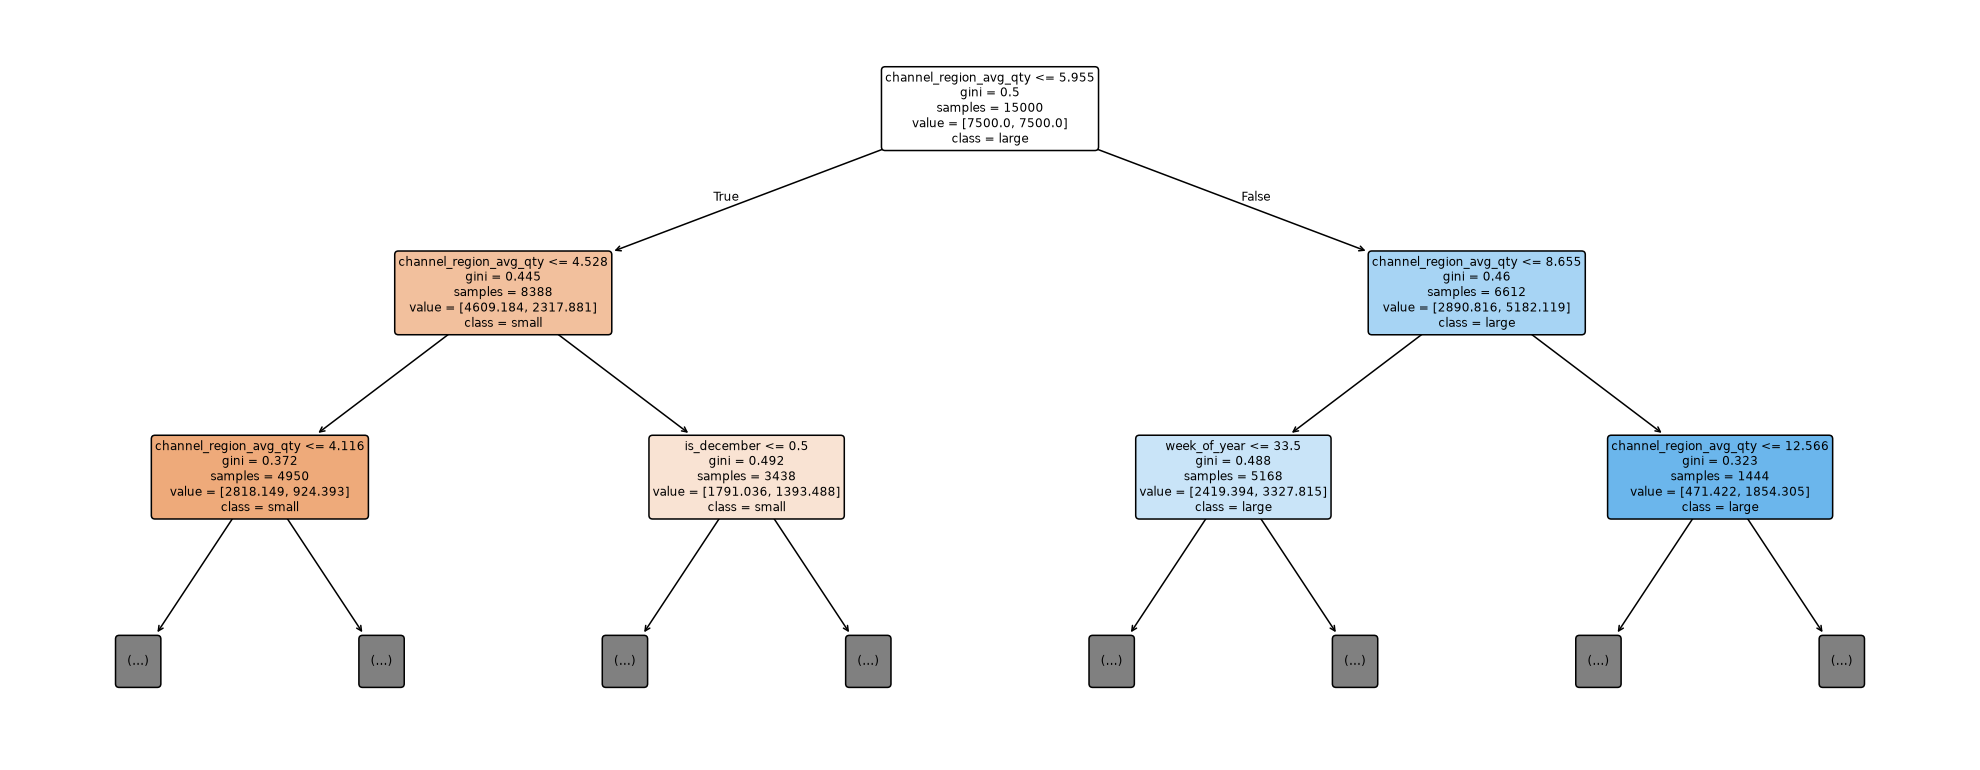 channel_region_avg_qty <= 5.955
gini = 0.5
samples = 15000
value = [7500.0, 7500.0]
class = large
True
False
channel_region_avg_qty <= 4.528
gini = 0.445
samples = 8388
value = [4609.184, 2317.881]
class = small
channel_region_avg_qty <= 8.655
gini = 0.46
samples = 6612
value = [2890.816, 5182.119]
class = large
channel_region_avg_qty <= 4.116
gini = 0.372
samples = 4950
value = [2818.149, 924.393]
class = small
is_december <= 0.5
gini = 0.492
samples = 3438
value = [1791.036, 1393.488]
class = small
week_of_year <= 33.5
gini = 0.488
samples = 5168
value = [2419.394, 3327.815]
class = large
channel_region_avg_qty <= 12.566
gini = 0.323
samples = 1444
value = [471.422, 1854.305]
class = large
(...)
(...)
(...)
(...)
(...)
(...)
(...)
(...)